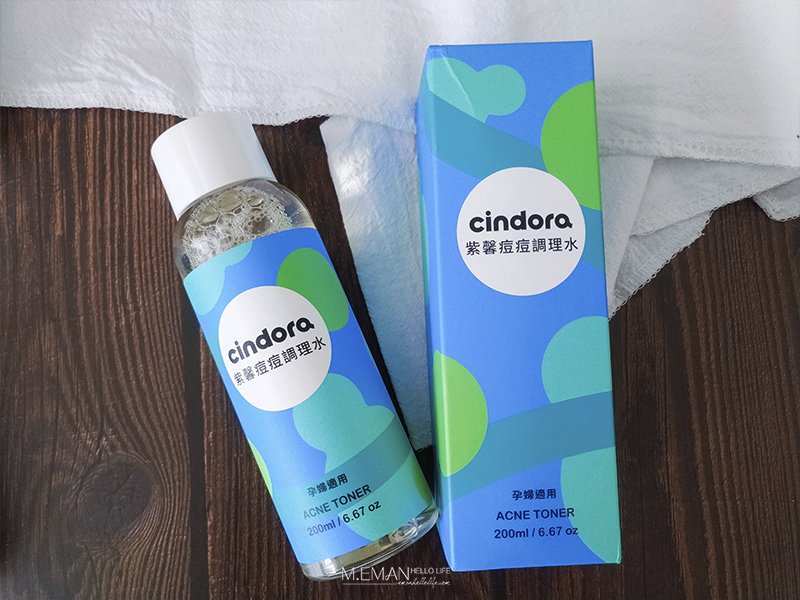 cindora
紫馨痘痘調理水
孕婦適用
ACNE TONER
200ml / 6.67 oz
cindora
紫馨痘痘調理水
孕婦適用
ACNE TONER
200ml / 6.67 oz
M.EMAN HELLO LIFE
emanhellolife.com